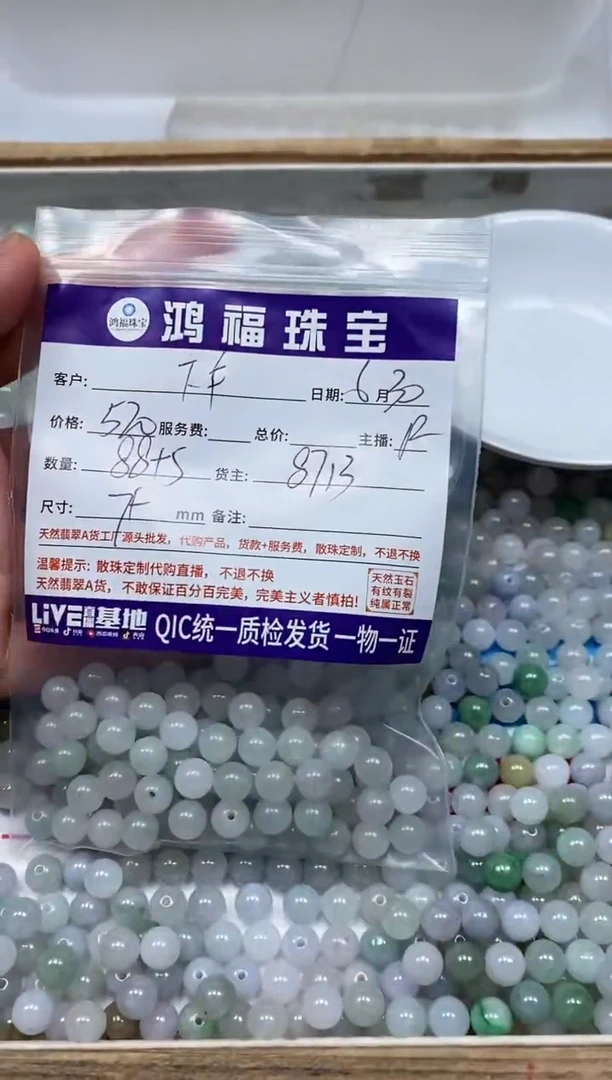 鸿福珠宝 鸿福珠宝
客户: 日期: 6月30
价格: 520 服务费: 总价: 主播:
数量: 88+5 货主: 8713
尺寸: 7 mm 备注:
天然翡翠A货工厂源头批发，代购产品，货款+服务费，散珠定制，不退不换
温馨提示: 散珠定制代购直播，不退不换
天然翡翠A货，不敢保证百分百完美，完美主义者慎拍!
天然玉石
有纹有裂
纯属正常
LiVE直播基地 QIC统一质检发货 一物一证